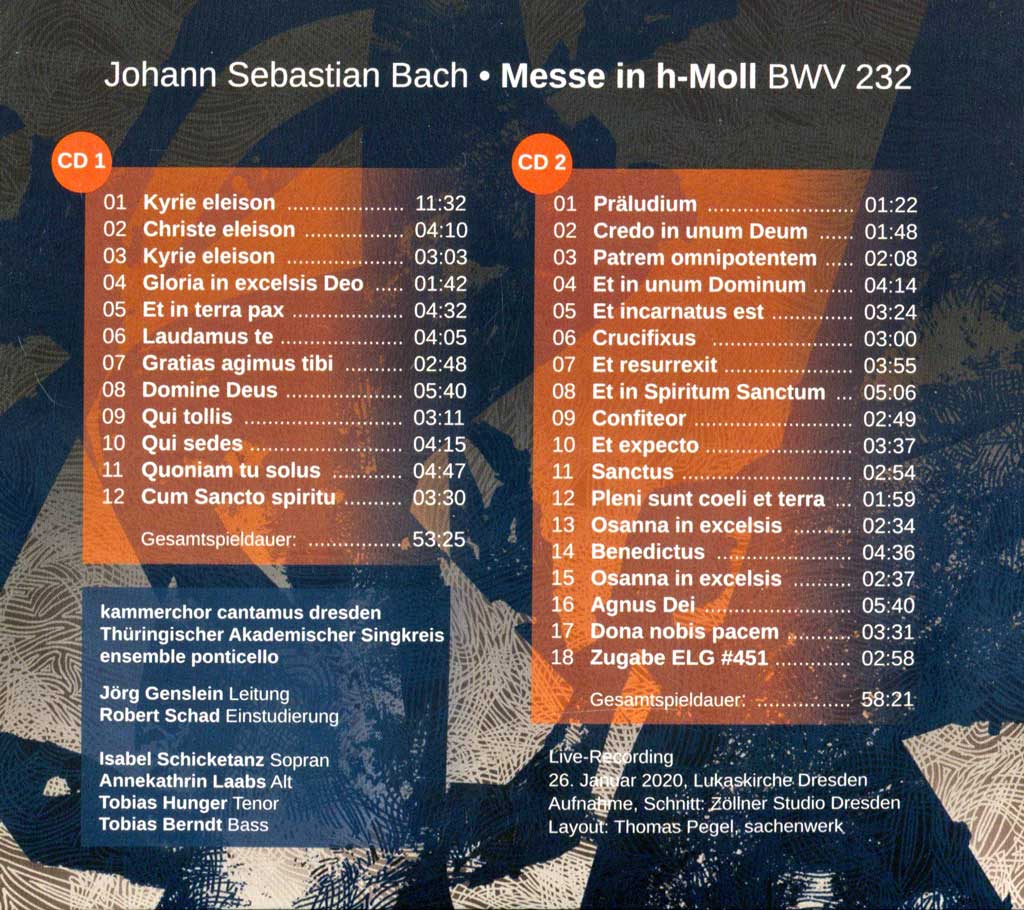 Johann Sebastian Bach • Messe in h-Moll BWV 232
CD 1
01 Kyrie eleison .................... 11:32
02 Christe eleison ................. 04:10
03 Kyrie eleison .................... 03:03
04 Gloria in excelsis Deo ..... 01:42
05 Et in terra pax ................... 04:32
06 Laudamus te ..................... 04:05
07 Gratias agimus tibi .......... 02:48
08 Domine Deus .................... 05:40
09 Qui tollis ........................... 03:11
10 Qui sedes .......................... 04:15
11 Quoniam tu solus ............ 04:47
12 Cum Sancto spiritu .......... 03:30
Gesamtspieldauer: ................ 53:25
kammerchor cantamus dresden
Thüringischer Akademischer Singkreis
ensemble ponticello
Jörg Genslein Leitung
Robert Schad Einstudierung
Isabel Schicketanz Sopran
Annekathrin Laabs Alt
Tobias Hunger Tenor
Tobias Berndt Bass
CD 2
01 Präludium ......................... 01:22
02 Credo in unum Deum ...... 01:48
03 Patrem omnipotentem ..... 02:08
04 Et in unum Dominum ....... 04:14
05 Et incarnatus est .............. 03:24
06 Crucifixus ........................ 03:00
07 Et resurrexit ...................... 03:55
08 Et in Spiritum Sanctum ... 05:06
09 Confiteor ........................... 02:49
10 Et expecto ......................... 03:37
11 Sanctus .............................. 02:54
12 Pleni sunt coeli et terra ... 01:59
13 Osanna in excelsis .......... 02:34
14 Benedictus ......................... 04:36
15 Osanna in excelsis .......... 02:37
16 Agnus Dei ......................... 05:40
17 Dona nobis pacem ........... 03:31
18 Zugabe ELG #451 ............. 02:58
Gesamtspieldauer: ................ 58:21
Live-Recording
26. Januar 2020, Lukaskirche Dresden
Aufnahme, Schnitt: Zöllner Studio Dresden
Layout: Thomas Pegel, sachenwerk